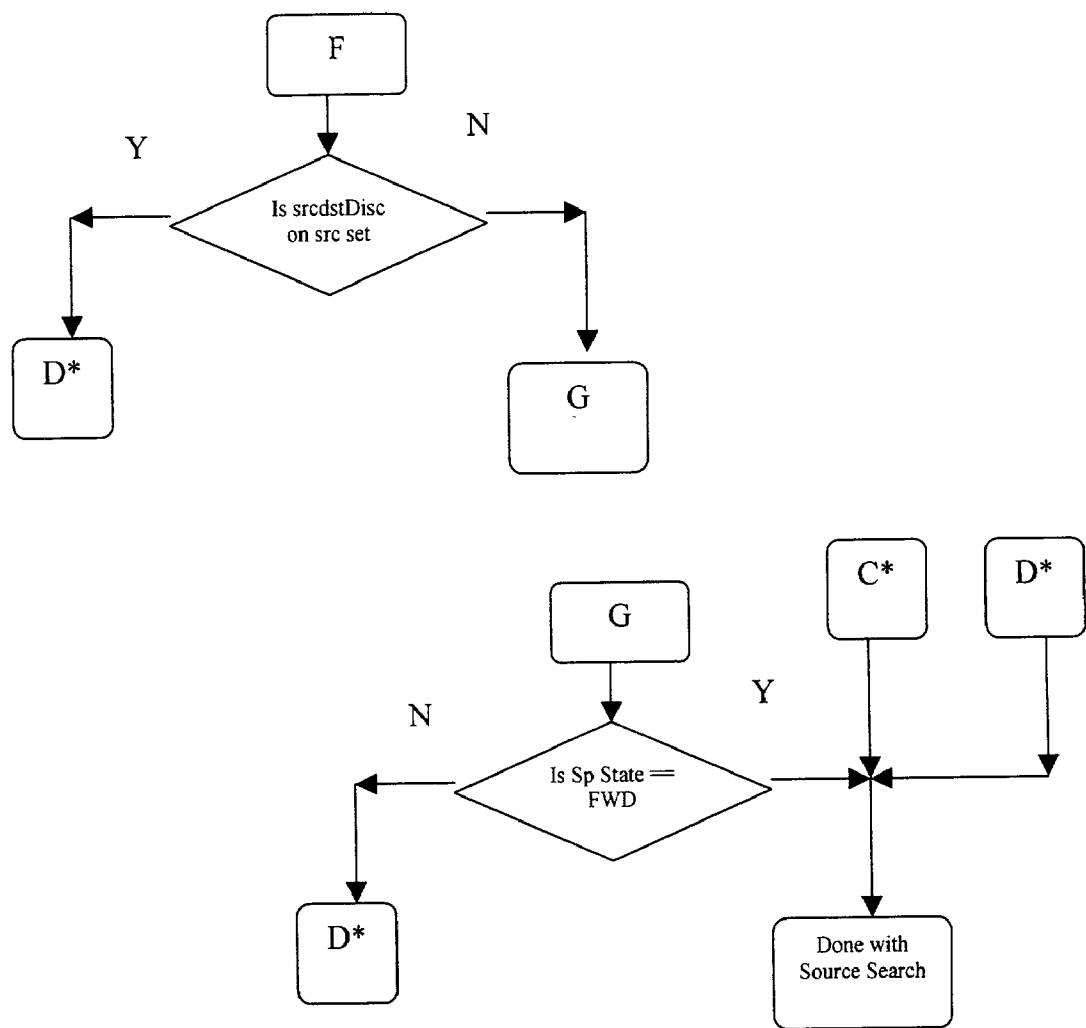 F
Y
N
Is srcdstDisc
on src set
D*
G
C*
D*
G
N
Y
Is Sp State ==
FWD
D*
Done with
Source Search